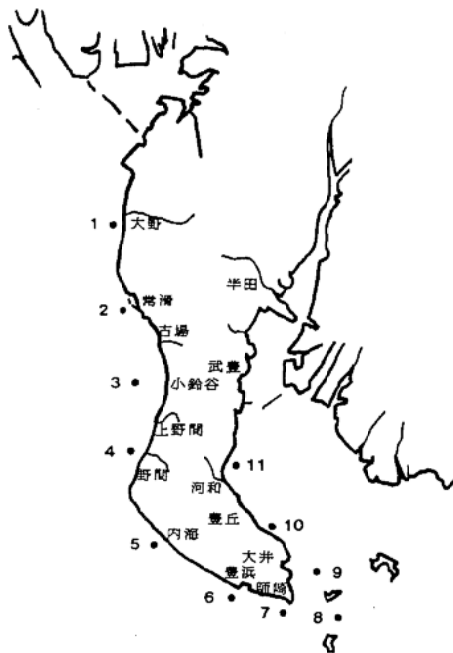 1
大野
半田
2
常滑
古場
武豊
3
小鈴谷
上野間
4
11
野間
河和
豊丘
10
内海
5
大井
豊浜
9
師崎
6
7
8